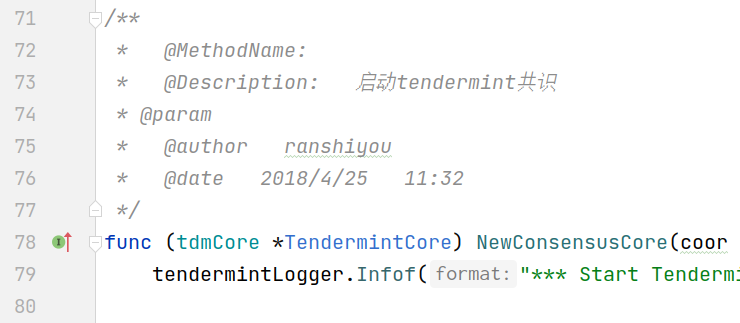 71 /**
72 *   @MethodName:
73 *   @Description:   启动tendermint共识
74 * @param
75 *   @author   ranshiyou
76 *   @date   2018/4/25   11:32
77 */
78 func (tdmCore *TendermintCore) NewConsensusCore(coor
79 tendermintLogger.Infof( format: "*** Start Tendermi
80